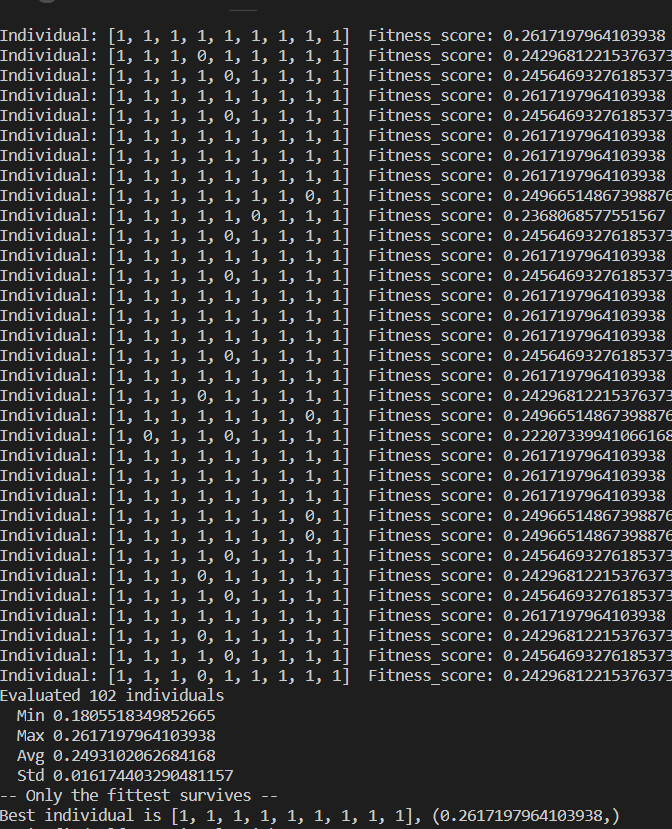 Individual: [1, 1, 1, 1, 1, 1, 1, 1, 1] Fitness_score: 0.2617197964103938
Individual: [1, 1, 1, 0, 1, 1, 1, 1, 1] Fitness_score: 0.24296812215376373
Individual: [1, 1, 1, 1, 0, 1, 1, 1, 1] Fitness_score: 0.24564693276185373
Individual: [1, 1, 1, 1, 1, 1, 1, 1, 1] Fitness_score: 0.2617197964103938
Individual: [1, 1, 1, 1, 0, 1, 1, 1, 1] Fitness_score: 0.24564693276185373
Individual: [1, 1, 1, 1, 1, 1, 1, 1, 1] Fitness_score: 0.2617197964103938
Individual: [1, 1, 1, 1, 1, 1, 1, 1, 1] Fitness_score: 0.2617197964103938
Individual: [1, 1, 1, 1, 1, 1, 1, 1, 1] Fitness_score: 0.2617197964103938
Individual: [1, 1, 1, 1, 1, 1, 1, 0, 1] Fitness_score: 0.24966514867398876
Individual: [1, 1, 1, 1, 1, 0, 1, 1, 1] Fitness_score: 0.2368068577551567
Individual: [1, 1, 1, 1, 0, 1, 1, 1, 1] Fitness_score: 0.24564693276185373
Individual: [1, 1, 1, 1, 1, 1, 1, 1, 1] Fitness_score: 0.2617197964103938
Individual: [1, 1, 1, 1, 0, 1, 1, 1, 1] Fitness_score: 0.24564693276185373
Individual: [1, 1, 1, 1, 1, 1, 1, 1, 1] Fitness_score: 0.2617197964103938
Individual: [1, 1, 1, 1, 1, 1, 1, 1, 1] Fitness_score: 0.2617197964103938
Individual: [1, 1, 1, 1, 1, 1, 1, 1, 1] Fitness_score: 0.2617197964103938
Individual: [1, 1, 1, 1, 0, 1, 1, 1, 1] Fitness_score: 0.24564693276185373
Individual: [1, 1, 1, 1, 1, 1, 1, 1, 1] Fitness_score: 0.2617197964103938
Individual: [1, 1, 1, 0, 1, 1, 1, 1, 1] Fitness_score: 0.24296812215376373
Individual: [1, 1, 1, 1, 1, 1, 1, 0, 1] Fitness_score: 0.24966514867398876
Individual: [1, 0, 1, 1, 0, 1, 1, 1, 1] Fitness_score: 0.22207339941066168
Individual: [1, 1, 1, 1, 1, 1, 1, 1, 1] Fitness_score: 0.2617197964103938
Individual: [1, 1, 1, 1, 1, 1, 1, 1, 1] Fitness_score: 0.2617197964103938
Individual: [1, 1, 1, 1, 1, 1, 1, 1, 1] Fitness_score: 0.2617197964103938
Individual: [1, 1, 1, 1, 1, 1, 1, 0, 1] Fitness_score: 0.24966514867398876
Individual: [1, 1, 1, 1, 1, 1, 1, 0, 1] Fitness_score: 0.24966514867398876
Individual: [1, 1, 1, 1, 0, 1, 1, 1, 1] Fitness_score: 0.24564693276185373
Individual: [1, 1, 1, 0, 1, 1, 1, 1, 1] Fitness_score: 0.24296812215376373
Individual: [1, 1, 1, 1, 0, 1, 1, 1, 1] Fitness_score: 0.24564693276185373
Individual: [1, 1, 1, 1, 1, 1, 1, 1, 1] Fitness_score: 0.2617197964103938
Individual: [1, 1, 1, 0, 1, 1, 1, 1, 1] Fitness_score: 0.24296812215376373
Individual: [1, 1, 1, 1, 0, 1, 1, 1, 1] Fitness_score: 0.24564693276185373
Individual: [1, 1, 1, 0, 1, 1, 1, 1, 1] Fitness_score: 0.24296812215376373
Evaluated 102 individuals
Min 0.1805518349852665
Max 0.2617197964103938
Avg 0.2493102062684168
Std 0.016174403290481157
-- Only the fittest survives --
Best individual is [1, 1, 1, 1, 1, 1, 1, 1, 1], (0.2617197964103938,)